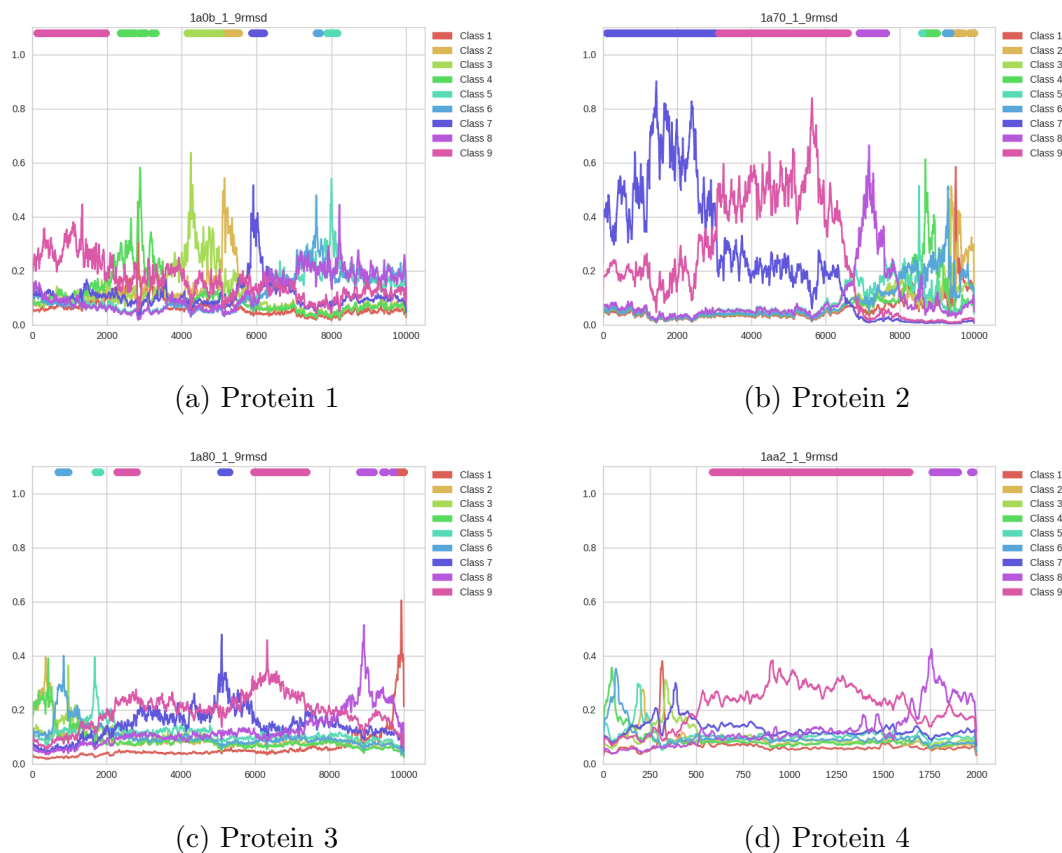 1a0b_1_9rmsd
1.0
0.8
0.6
0.4
0.2
0.0
0 2000 4000 6000 8000 10000
Class 1
Class 2
Class 3
Class 4
Class 5
Class 6
Class 7
Class 8
Class 9
(a) Protein 1
1a70_1_9rmsd
1.0
0.8
0.6
0.4
0.2
0.0
0 2000 4000 6000 8000 10000
Class 1
Class 2
Class 3
Class 4
Class 5
Class 6
Class 7
Class 8
Class 9
(b) Protein 2
1a80_1_9rmsd
1.0
0.8
0.6
0.4
0.2
0.0
0 2000 4000 6000 8000 10000
Class 1
Class 2
Class 3
Class 4
Class 5
Class 6
Class 7
Class 8
Class 9
(c) Protein 3
1aa2_1_9rmsd
1.0
0.8
0.6
0.4
0.2
0.0
0 250 500 750 1000 1250 1500 1750 2000
Class 1
Class 2
Class 3
Class 4
Class 5
Class 6
Class 7
Class 8
Class 9
(d) Protein 4